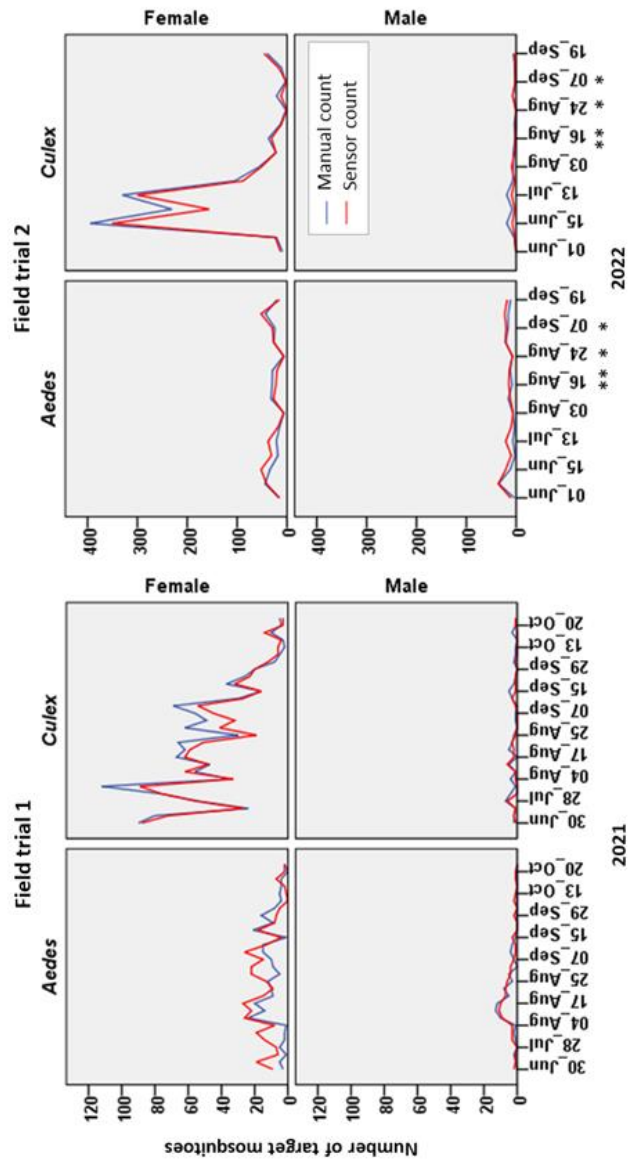 Field trial 1
Aedes
Culex
Female
Male
Number of target mosquitoes
120
100
80
60
40
20
0
40
20
0
30_Jun
28_Jul
04_Aug
17_Aug
25_Aug
07_Sep
15_Sep
29_Sep
13_Oct
20_Oct
30_Jun
28_Jul
04_Aug
17_Aug
25_Aug
07_Sep
15_Sep
29_Sep
13_Oct
20_Oct
2021
Field trial 2
Aedes
Culex
Female
Male
400
300
200
100
0
400
300
200
100
0
Manual count
Sensor count
01_Jun
15_Jun
13_Jul
03_Aug
16_Aug
24_Aug
07_Sep
19_Sep
** * *
01_Jun
15_Jun
13_Jul
03_Aug
16_Aug
24_Aug
07_Sep
19_Sep
** * *
2022